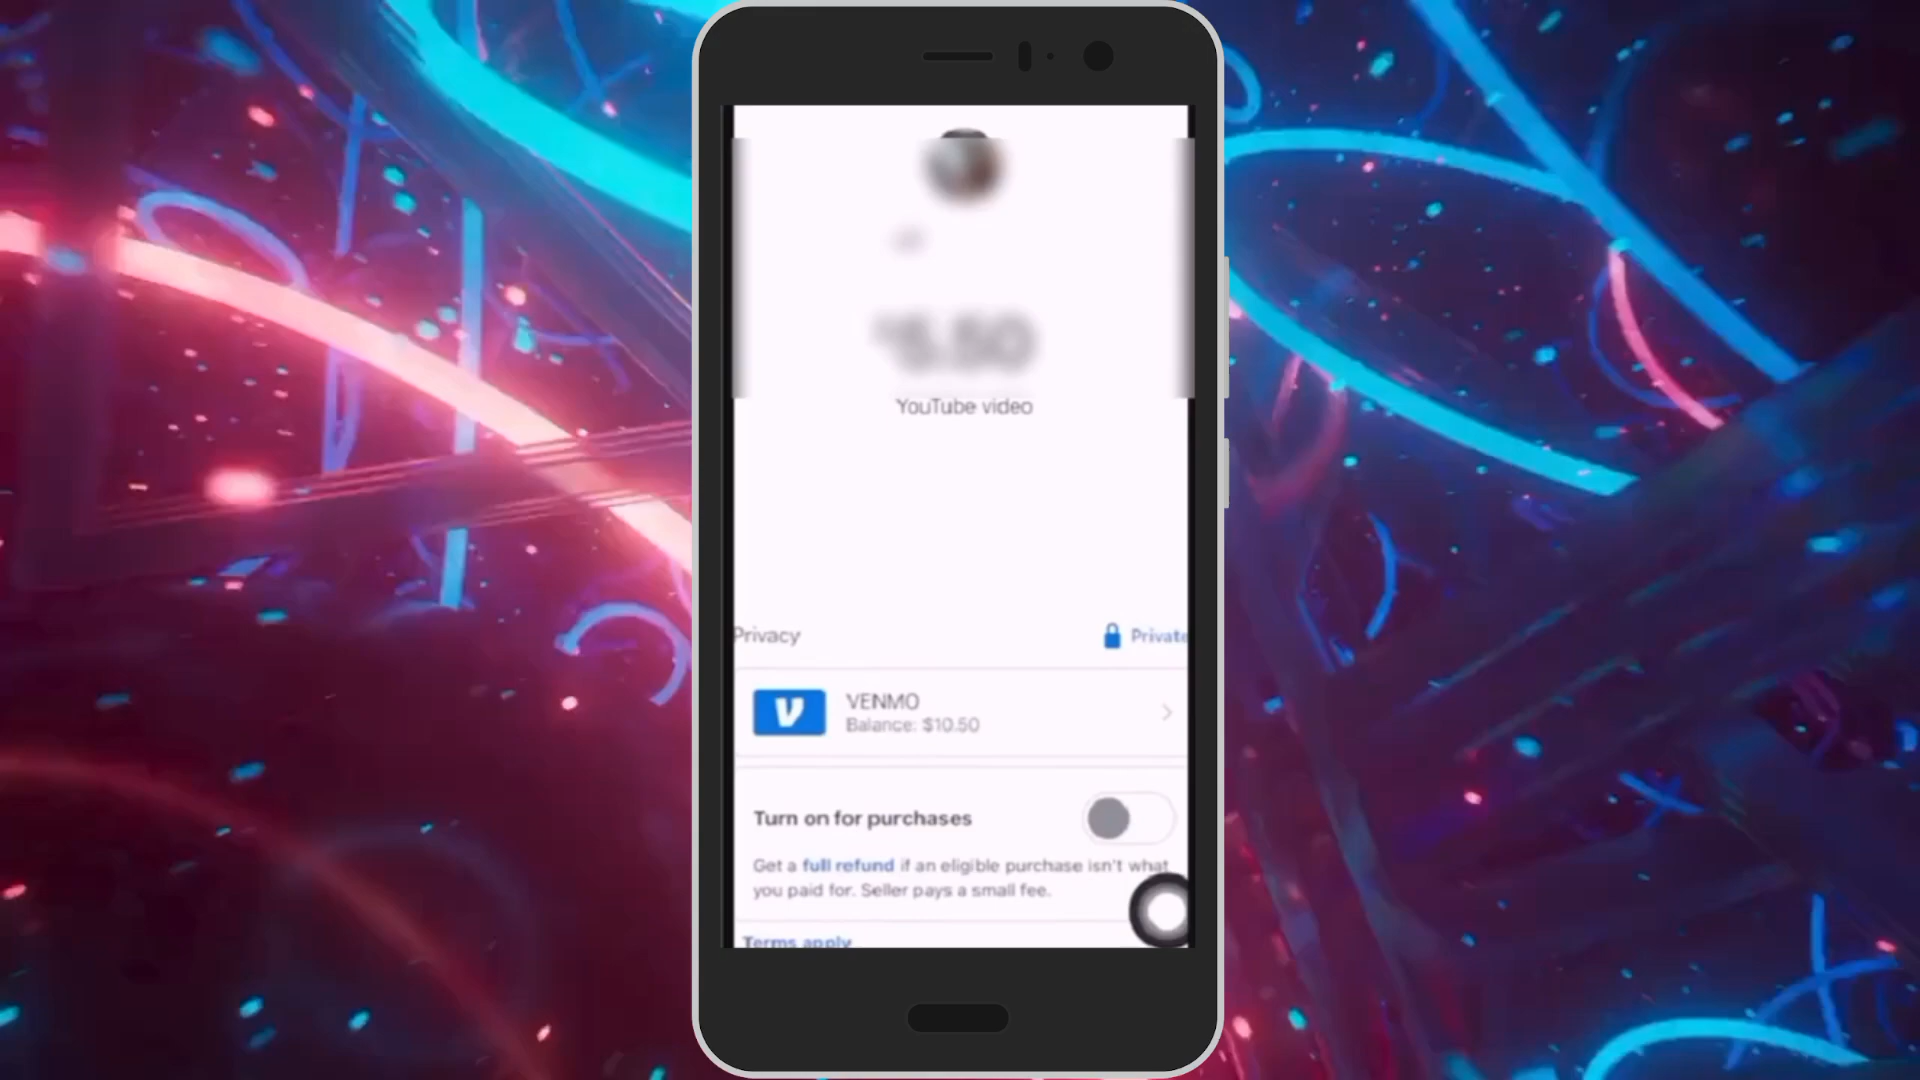 YouTube video
Privacy
Private
VENMO
Balance: $10.50
Turn on for purchases
Get a full refund if an eligible purchase isn't what
you paid for. Seller pays a small fee.
Terms apply